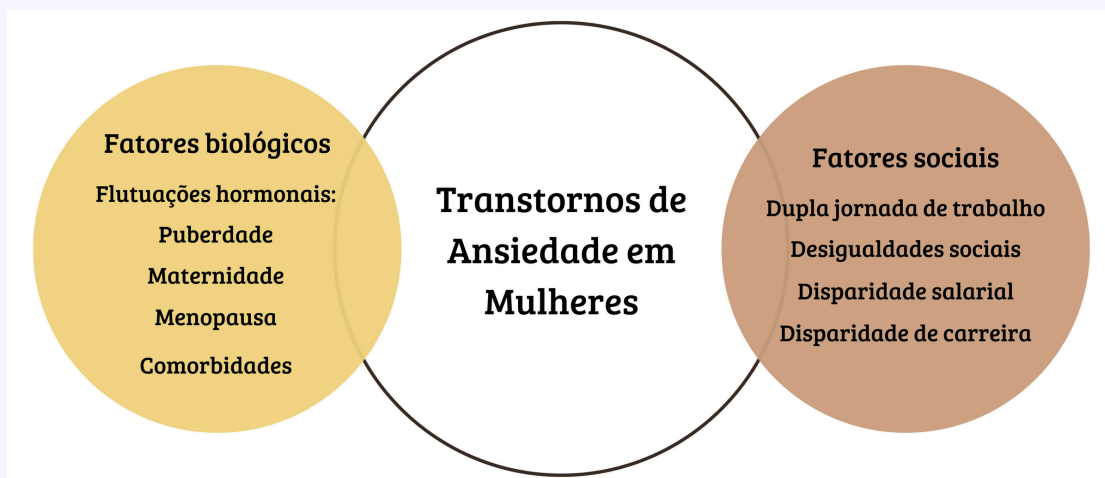 Fatores biológicos
Flutuações hormonais:
Puberdade
Maternidade
Menopausa
Comorbidades
Transtornos de
Ansiedade em
Mulheres
Fatores sociais
Dupla jornada de trabalho
Desigualdades sociais
Disparidade salarial
Disparidade de carreira